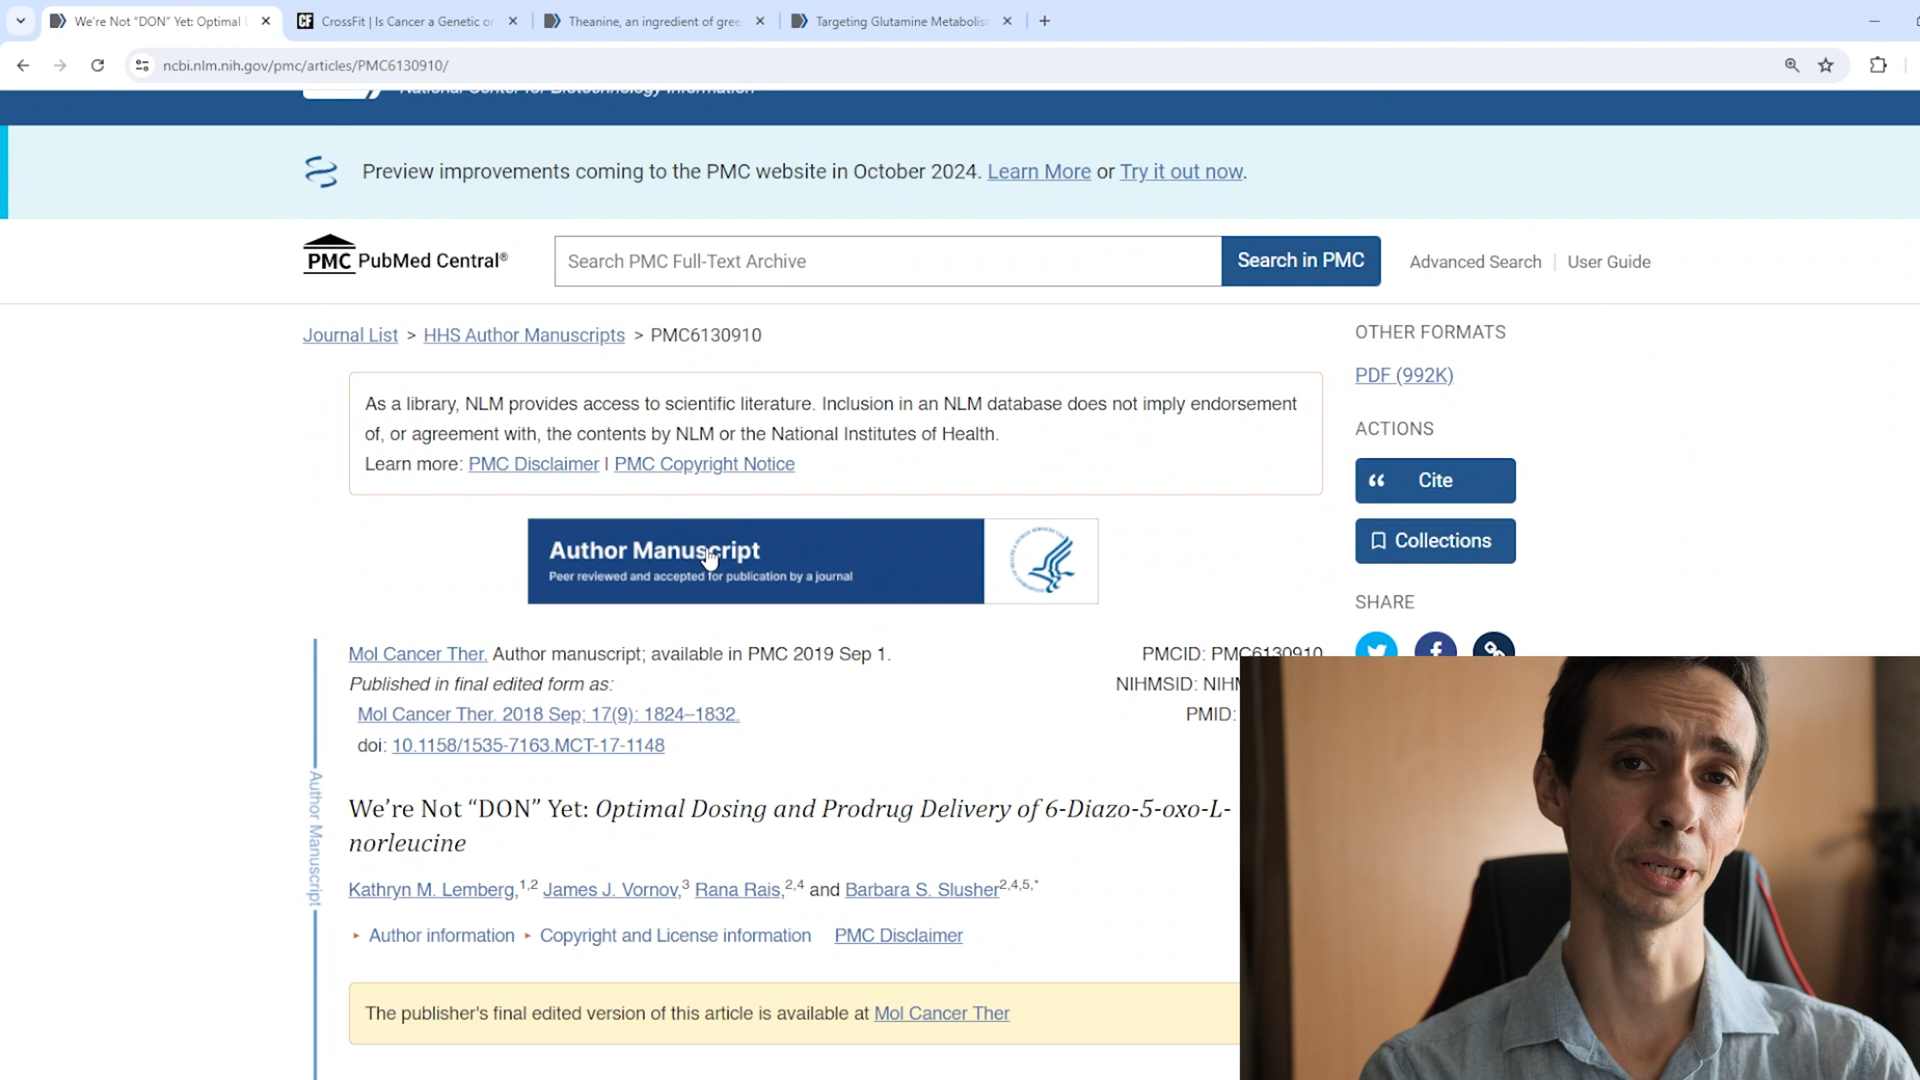 We're Not "DON" Yet: Optimal
CrossFit | Is Cancer a Genetic or
Theanine, an ingredient of gree
Targeting Glutamine Metabolis
ncbi.nlm.nih.gov/pmc/articles/PMC6130910/
National Center for Biotechnology Information
Preview improvements coming to the PMC website in October 2024. Learn More or Try it out now.
PMC PubMed Central®
Search PMC Full-Text Archive
Search in PMC
Advanced Search
User Guide
Journal List > HHS Author Manuscripts > PMC6130910
As a library, NLM provides access to scientific literature. Inclusion in an NLM database does not imply endorsement
of, or agreement with, the contents by NLM or the National Institutes of Health.
Learn more: PMC Disclaimer | PMC Copyright Notice
OTHER FORMATS
PDF (992K)
ACTIONS
Cite
Collections
SHARE
Author Manuscript
Peer reviewed and accepted for publication by a journal
Mol Cancer Ther. Author manuscript; available in PMC 2019 Sep 1.
Published in final edited form as:
Mol Cancer Ther. 2018 Sep; 17(9): 1824–1832.
doi: 10.1158/1535-7163.MCT-17-1148
PMCID: PMC6130910
NIHMSID: NIHM
PMID:
Author Manuscript
We're Not “DON” Yet: Optimal Dosing and Prodrug Delivery of 6-Diazo-5-oxo-L-
norleucine
Kathryn M. Lemberg,1,2 James J. Vornov,3 Rana Rais,2,4 and Barbara S. Slusher2,4,5,*
Author information Copyright and License information PMC Disclaimer
The publisher's final edited version of this article is available at Mol Cancer Ther